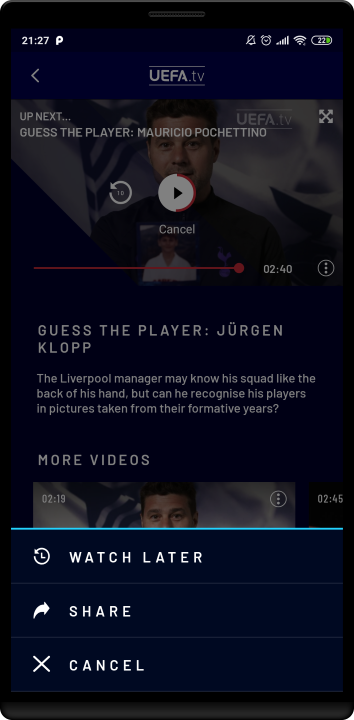 21:27
22
UEFA.tv
UEFA.tv
UP NEXT...
GUESS THE PLAYER: MAURICIO POCHETTINO
10
Cancel
02:40
GUESS THE PLAYER: JÜRGEN
KLOPP
The Liverpool manager may know his squad like the
back of his hand, but can he recognise his players
in pictures taken from their formative years?
MORE VIDEOS
02:19
02:45
WATCH LATER
SHARE
CANCEL